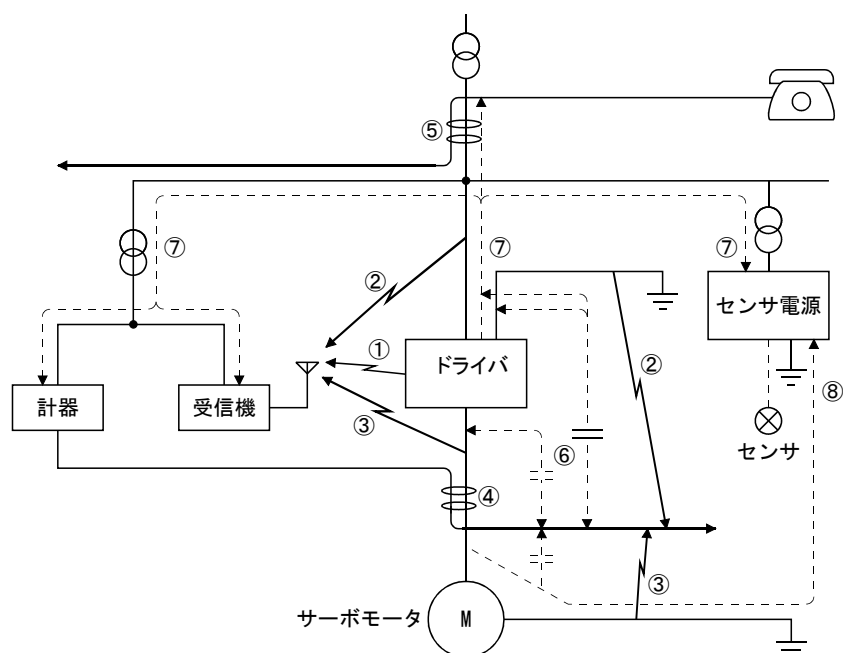 ⑤
⑦
⑦
⑦
②
センサ電源
①
ドライバ
②
計器
受信機
⑧
③
⑥
センサ
④
③
サーボモータ
M